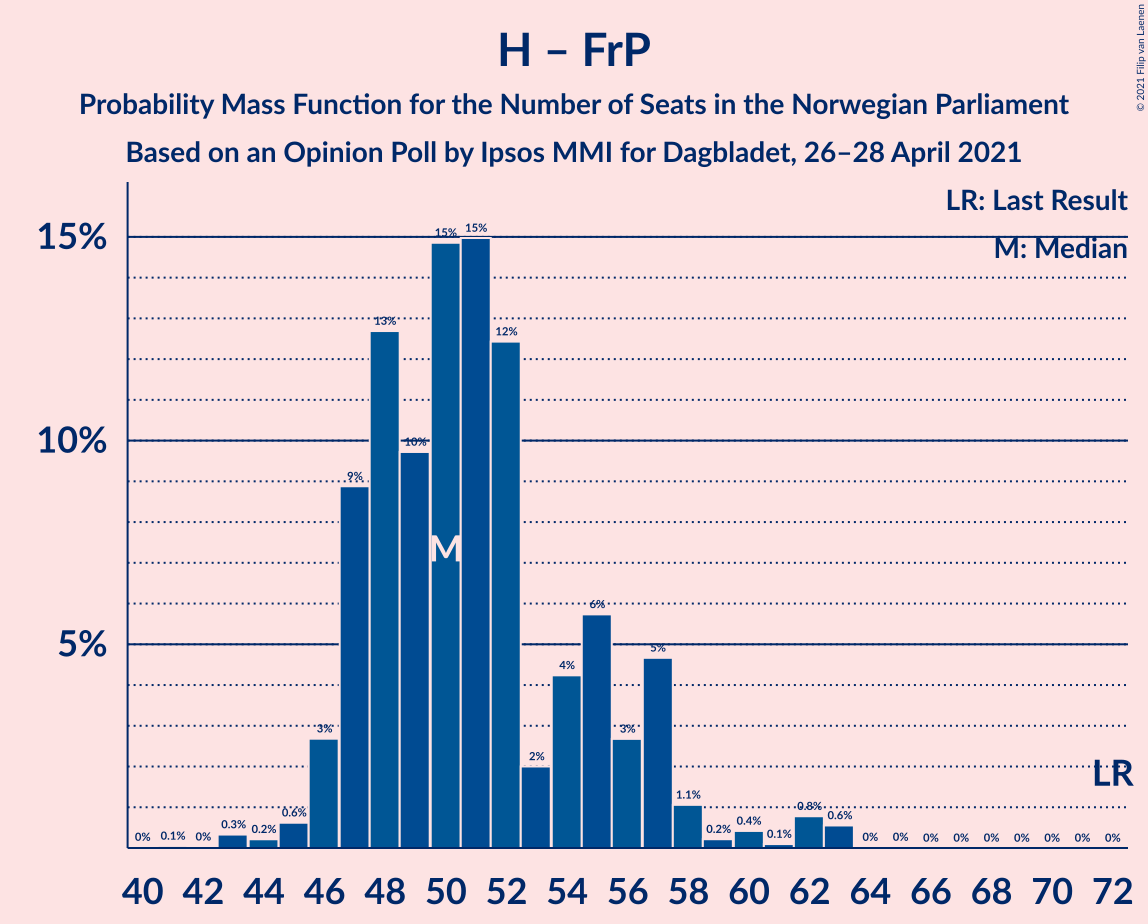 © 2021 Filip van Laenen
H – FrP
Probability Mass Function for the Number of Seats in the Norwegian Parliament
Based on an Opinion Poll by Ipsos MMI for Dagbladet, 26–28 April 2021
LR: Last Result
M: Median
15%
10%
5%
0% 0.1% 0% 0.3% 0.2% 0.6% 3% 9% 13% 10% 15% 15% 12% 2% 4% 6% 3% 5% 1.1% 0.2% 0.4% 0.1% 0.8% 0.6% 0% 0% 0% 0% 0% 0% 0% 0% 0%
M
LR
40 42 44 46 48 50 52 54 56 58 60 62 64 66 68 70 72